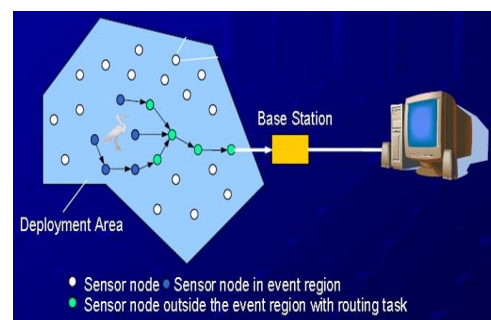 Base Station
Deployment Area
Sensor node Sensor node in event region
Sensor node outside the event region with routing task